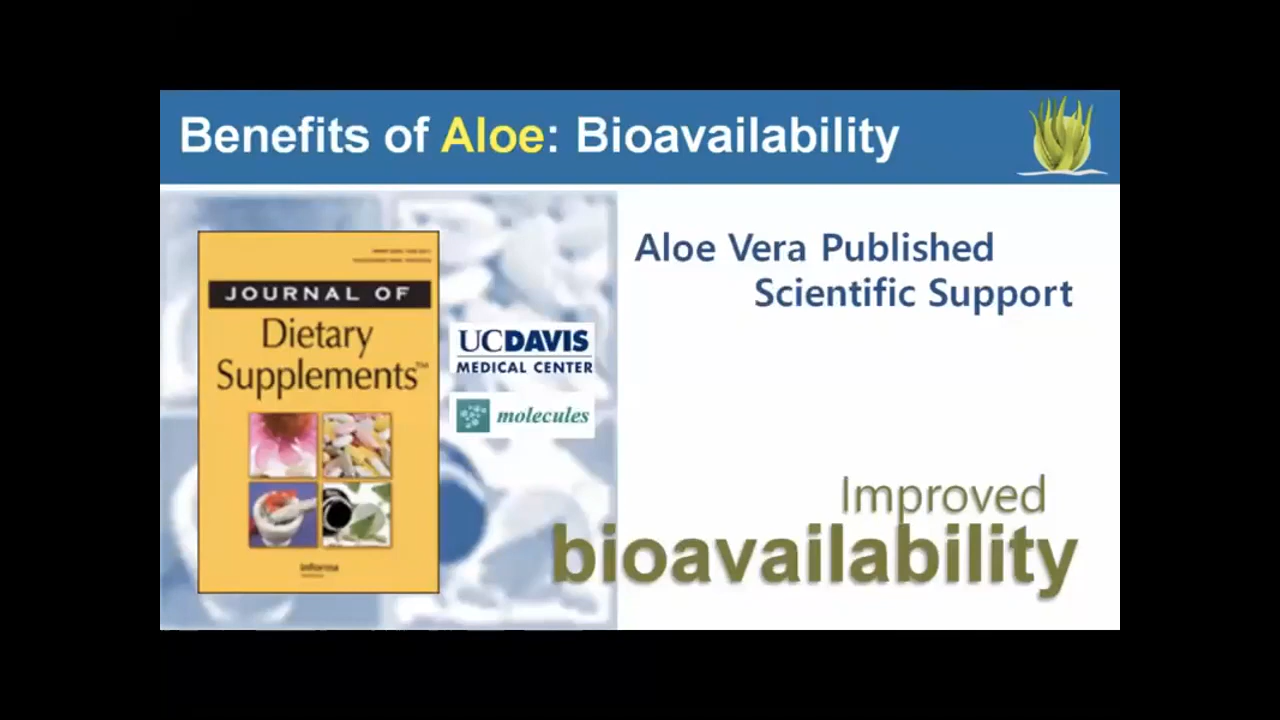 Benefits of Aloe: Bioavailability
JOURNAL OF
Dietary
Supplements™
informa
UCDAVIS
MEDICAL CENTER
molecules
Aloe Vera Published
Scientific Support
Improved
bioavailability